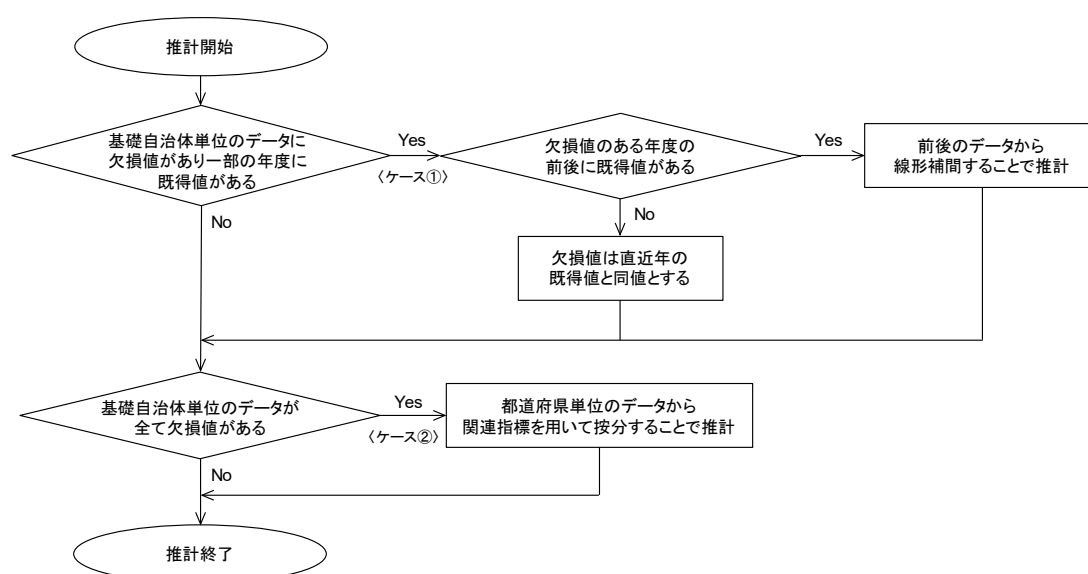 推計開始
基礎自治体単位のデータに
欠損値があり一部の年度に
既得値がある
Yes
〈ケース①〉
欠損値のある年度の
前後に既得値がある
Yes
前後のデータから
線形補間することで推計
No
No
欠損値は直近年の
既得値と同値とする
基礎自治体単位のデータが
全て欠損値がある
Yes
〈ケース②〉
都道府県単位のデータから
関連指標を用いて按分することで推計
No
推計終了